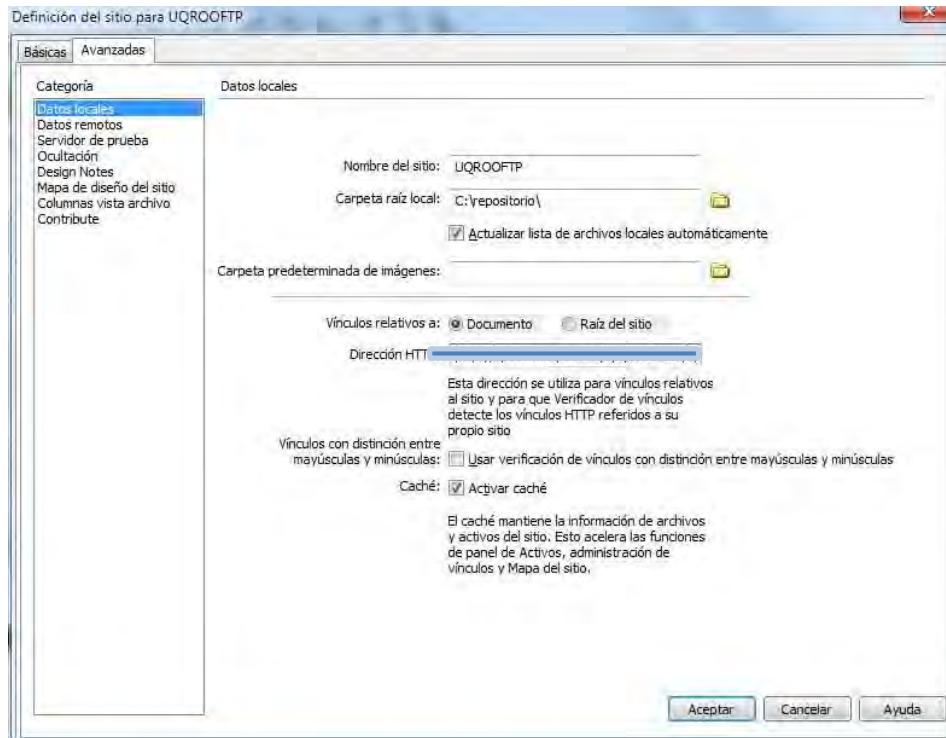 Definición del sitio para UQROOFTP
Básicas
Avanzadas
Categoría
Datos locales
Datos remotos
Servidor de prueba
Ocultación
Design Notes
Mapa de diseño del sitio
Columnas vista archivo
Contribute
Datos locales
Nombre del sitio: UQROOFTP
Carpeta raíz local: C:\repositorio\
Actualizar lista de archivos locales automáticamente
Carpeta predeterminada de imágenes:
Vínculos relativos a: Documento Raíz del sitio
Dirección HTT
Esta dirección se utiliza para vínculos relativos
al sitio y para que Verificador de vínculos
detecte los vínculos HTTP referidos a su
propio sitio
Vínculos con distinción entre
mayúsculas y minúsculas: Usar verificación de vínculos con distinción entre mayúsculas y minúsculas
Caché: Activar caché
El caché mantiene la información de archivos
y activos del sitio. Esto acelera las funciones
de panel de Activos, administración de
vínculos y Mapa del sitio.
Aceptar Cancelar Ayuda